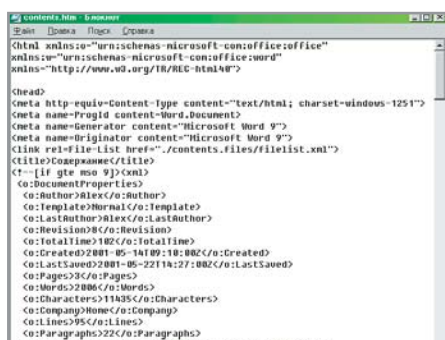 contents.htm - Блокнот
Файл Правка Поиск Справка
<html xmlns:o="urn:schemas-microsoft-com:office:office"
xmlns:w="urn:schemas-microsoft-com:office:word"
xmlns="http://www.w3.org/TR/REC-html40">
<head>
<meta http-equiv=Content-Type content="text/html; charset=windows-1251">
<meta name=ProgId content=Word.Document>
<meta name=Generator content="Microsoft Word 9">
<meta name=Originator content="Microsoft Word 9">
<link rel=File-List href="./contents.files/filelist.xml">
<title>Содержание</title>
<!--[if gte mso 9]><xml>
<o:DocumentProperties>
<o:Author>Alex</o:Author>
<o:Template>Normal</o:Template>
<o:LastAuthor>Alex</o:LastAuthor>
<o:Revision>8</o:Revision>
<o:TotalTime>102</o:TotalTime>
<o:Created>2001-05-14T09:10:00Z</o:Created>
<o:LastSaved>2001-05-22T14:27:00Z</o:LastSaved>
<o:Pages>3</o:Pages>
<o:Words>2006</o:Words>
<o:Characters>11435</o:Characters>
<o:Company>Home</o:Company>
<o:Lines>95</o:Lines>
<o:Paragraphs>22</o:Paragraphs>